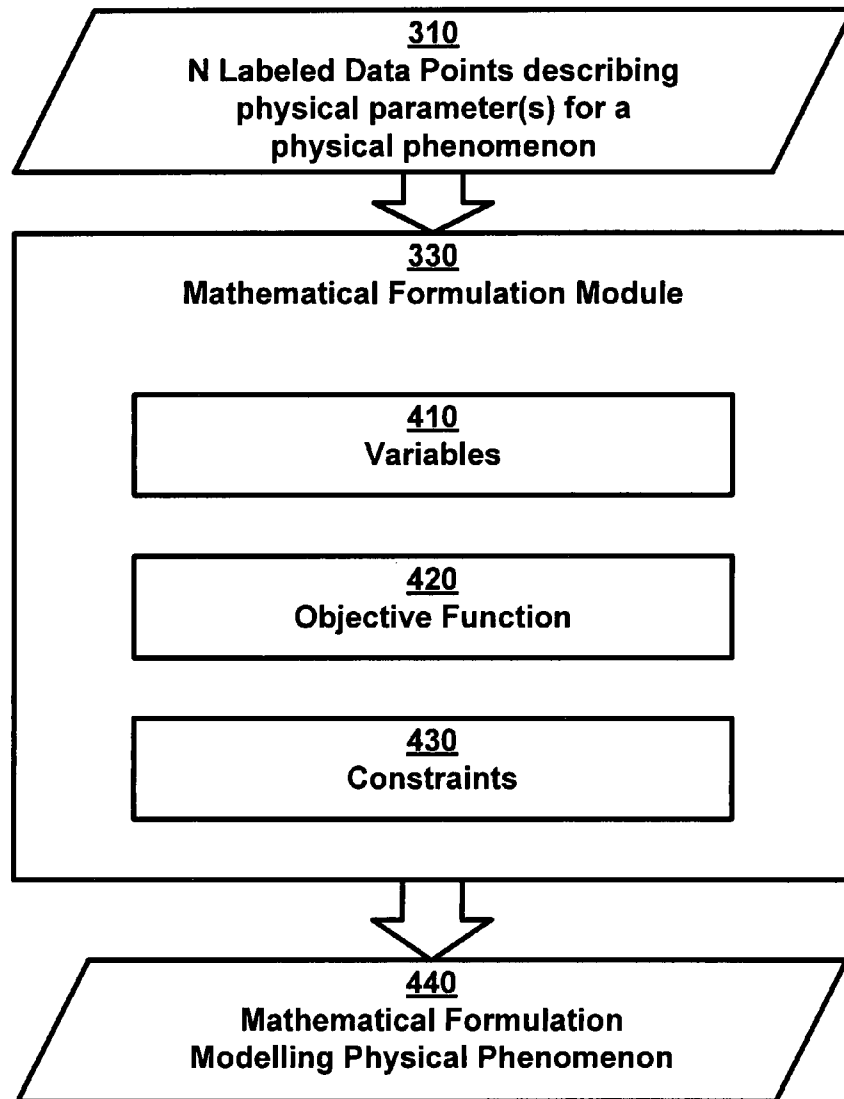 310
N Labeled Data Points describing
physical parameter(s) for a
physical phenomenon
330
Mathematical Formulation Module
410
Variables
420
Objective Function
430
Constraints
440
Mathematical Formulation
Modelling Physical Phenomenon